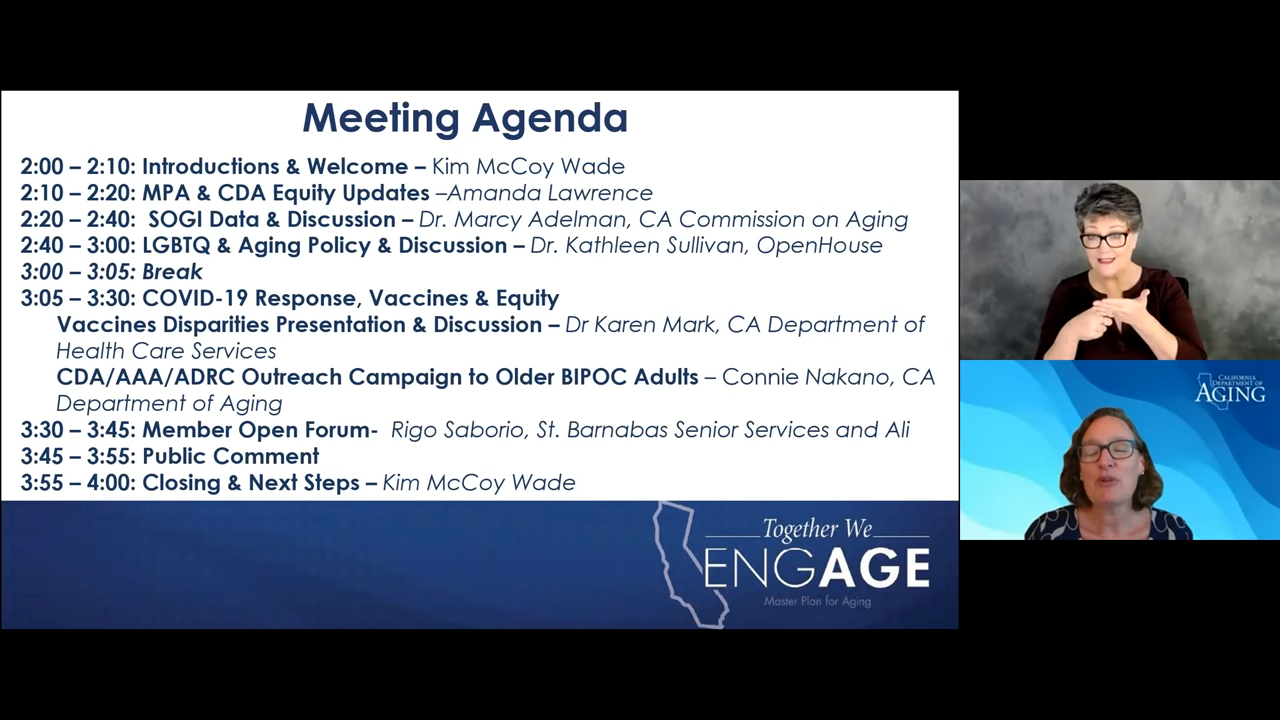 Meeting Agenda
2:00 – 2:10: Introductions & Welcome – Kim McCoy Wade
2:10 – 2:20: MPA & CDA Equity Updates –Amanda Lawrence
2:20 – 2:40:  SOGI Data & Discussion – Dr. Marcy Adelman, CA Commission on Aging
2:40 – 3:00: LGBTQ & Aging Policy & Discussion – Dr. Kathleen Sullivan, OpenHouse
3:00 – 3:05: Break
3:05 – 3:30: COVID-19 Response, Vaccines & Equity
Vaccines Disparities Presentation & Discussion – Dr Karen Mark, CA Department of
Health Care Services
CDA/AAA/ADRC Outreach Campaign to Older BIPOC Adults – Connie Nakano, CA
Department of Aging
3:30 – 3:45: Member Open Forum-  Rigo Saborio, St. Barnabas Senior Services and Ali
3:45 – 3:55: Public Comment
3:55 – 4:00: Closing & Next Steps – Kim McCoy Wade
Together We
ENGAGE
Master Plan for Aging
CALIFORNIA
DEPARTMENT OF
AGING